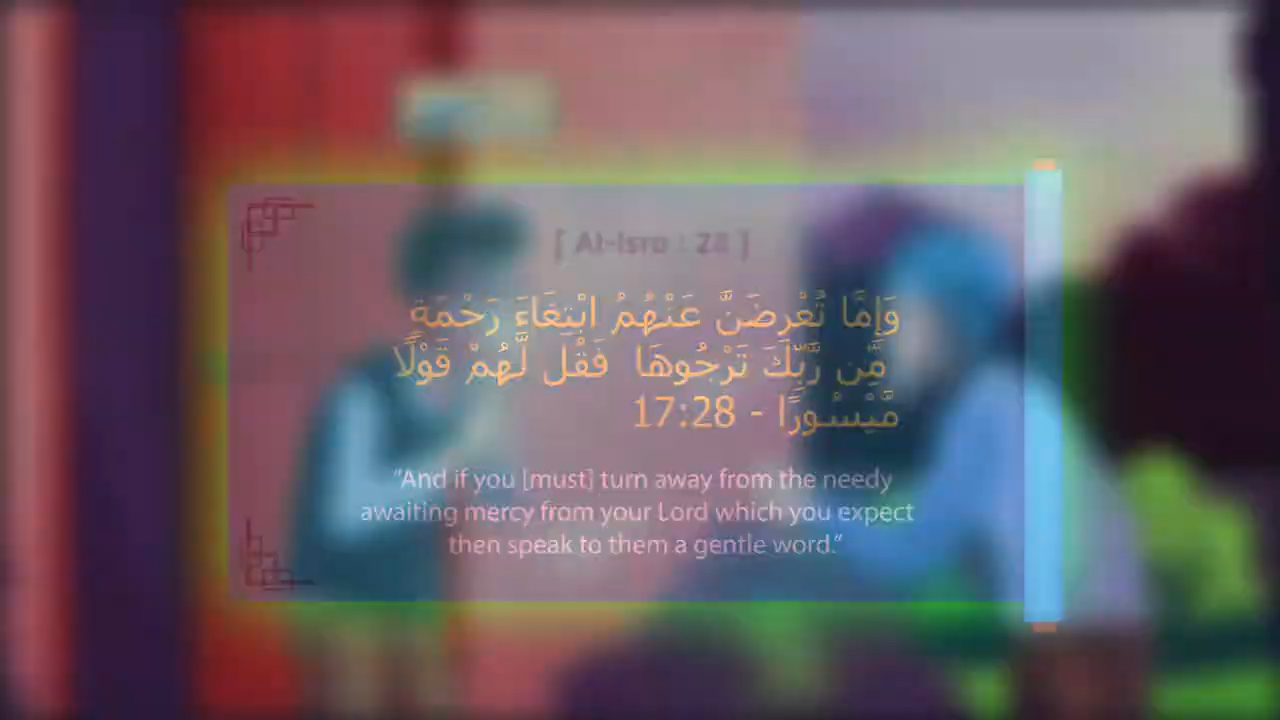 [ Al-Isra : 28 ]
وَإِمَّا تُعْرِضَنَّ عَنْهُمُ ابْتِغَاءَ رَحْمَةٍ
مِّن رَّبِّكَ تَرْجُوهَا فَقُل لَّهُمْ قَوْلًا
مَّيْسُورًا - 17:28
“And if you [must] turn away from the needy
awaiting mercy from your Lord which you expect
then speak to them a gentle word.“